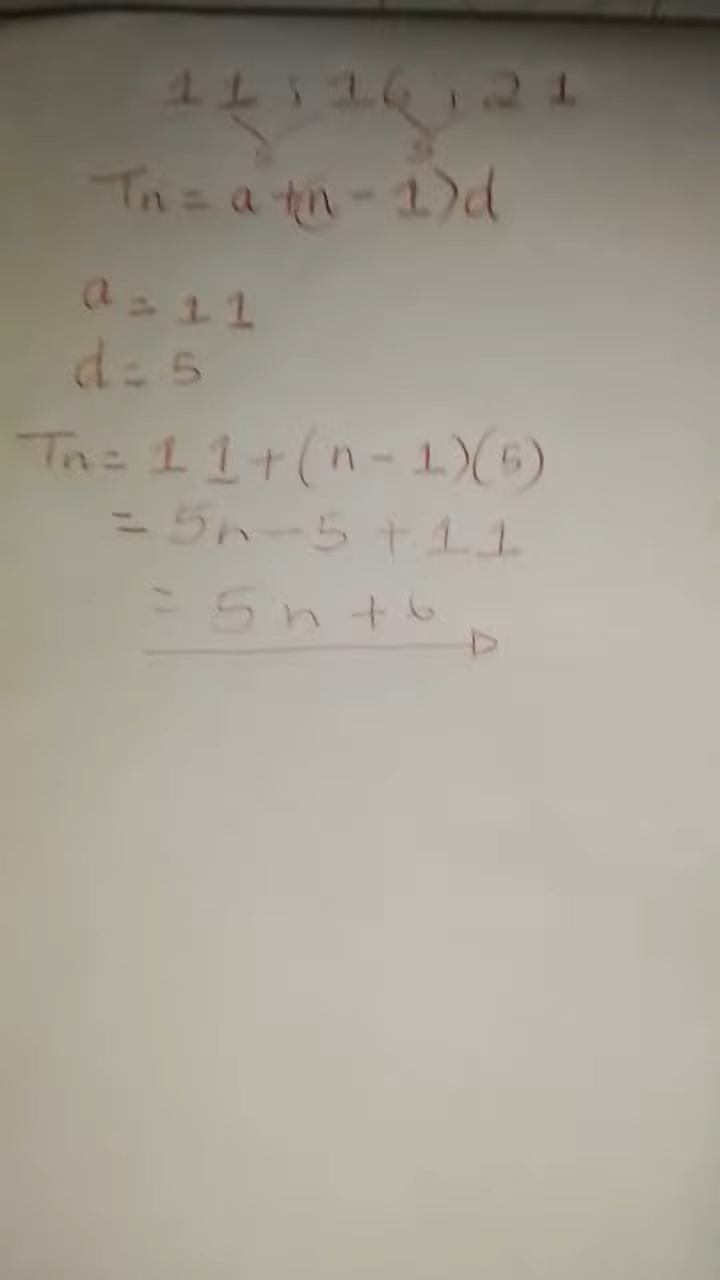 11 ; 16 ; 21
5 5
Tn = a + (n - 1)d
a = 11
d = 5
Tn = 11 + (n - 1)(5)
= 5n - 5 + 11
= 5n + 6